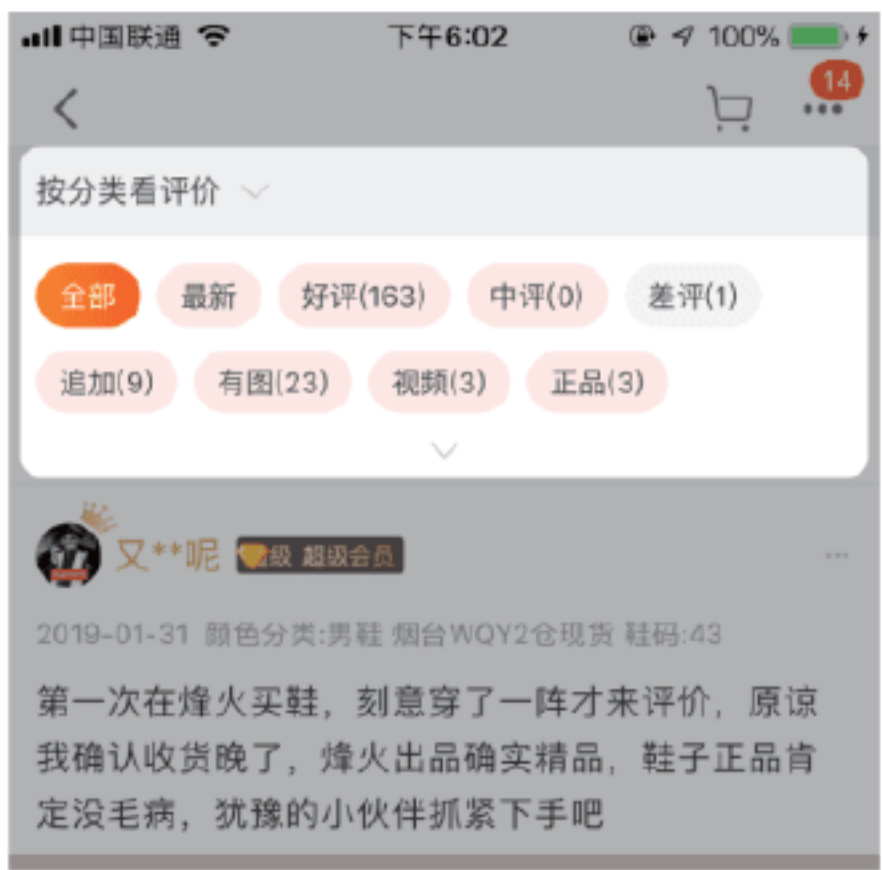 中国联通 下午6:02 100%
14
按分类看评价
全部 最新 好评(163) 中评(0) 差评(1)
追加(9) 有图(23) 视频(3) 正品(3)
又**呢 级 超级会员
2019-01-31 颜色分类:男鞋 烟台WQY2仓现货 鞋码:43
第一次在烽火买鞋，刻意穿了一阵才来评价，原谅
我确认收货晚了，烽火出品确实精品，鞋子正品肯
定没毛病，犹豫的小伙伴抓紧下手吧